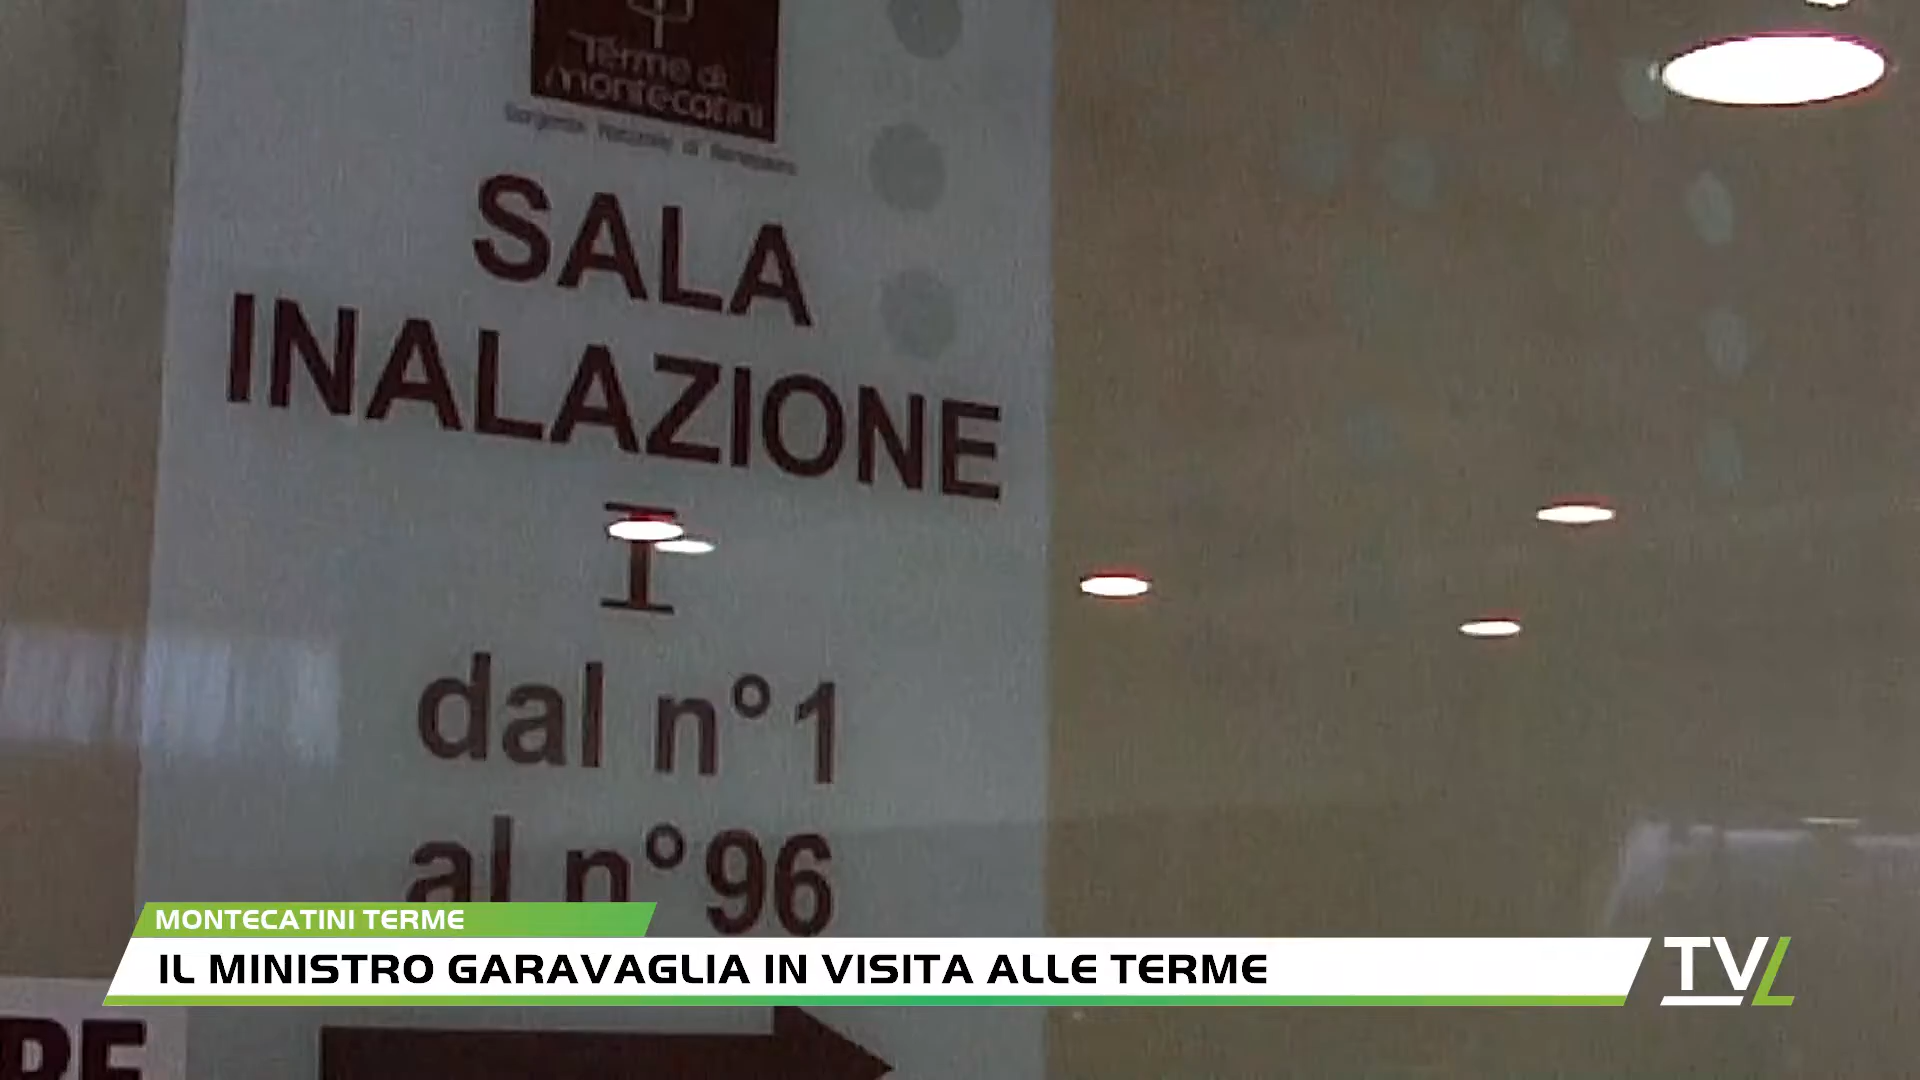 Terme di
montecatini
SALA
INALAZIONE
I
dal n°1
al n°96
MONTECATINI TERME
IL MINISTRO GARAVAGLIA IN VISITA ALLE TERME
TVL